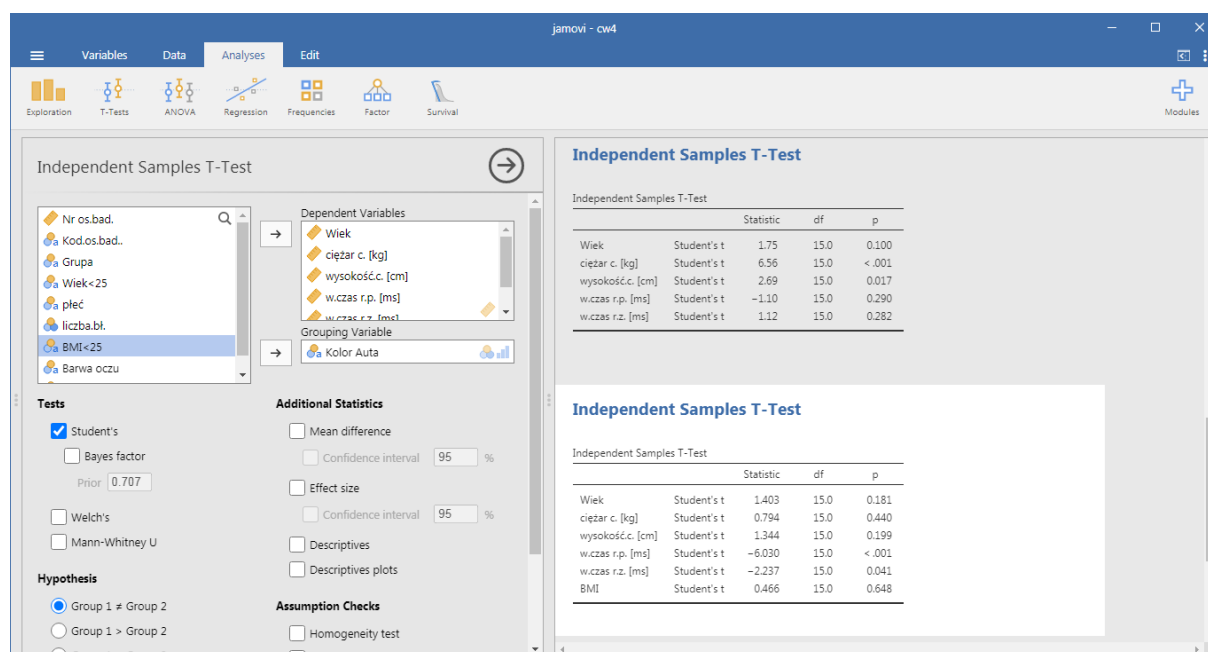 jamovi - cw4
Variables Data Analyses Edit
Exploration T-Tests ANOVA Regression Frequencies Factor Survival Modules
Independent Samples T-Test
Nr os.bad.
Kod.os.bad..
Grupa
Wiek<25
płeć
liczba.bł.
BMI<25
Barwa oczu
Dependent Variables
Wiek
ciężar c. [kg]
wysokość.c. [cm]
w.czas r.p. [ms]
w.czas r.z. [ms]
Grouping Variable
Kolor Auta
Tests
Student's
Bayes factor
Prior 0.707
Welch's
Mann-Whitney U
Hypothesis
Group 1 ≠ Group 2
Group 1 > Group 2
Additional Statistics
Mean difference
Confidence interval 95 %
Effect size
Confidence interval 95 %
Descriptives
Descriptives plots
Assumption Checks
Homogeneity test
Independent Samples T-Test
Independent Samples T-Test
Statistic df p
Wiek Student's t 1.75 15.0 0.100
ciężar c. [kg] Student's t 6.56 15.0 < .001
wysokość.c. [cm] Student's t 2.69 15.0 0.017
w.czas r.p. [ms] Student's t −1.10 15.0 0.290
w.czas r.z. [ms] Student's t 1.12 15.0 0.282
Independent Samples T-Test
Independent Samples T-Test
Statistic df p
Wiek Student's t 1.403 15.0 0.181
ciężar c. [kg] Student's t 0.794 15.0 0.440
wysokość.c. [cm] Student's t 1.344 15.0 0.199
w.czas r.p. [ms] Student's t −6.030 15.0 < .001
w.czas r.z. [ms] Student's t −2.237 15.0 0.041
BMI Student's t 0.466 15.0 0.648